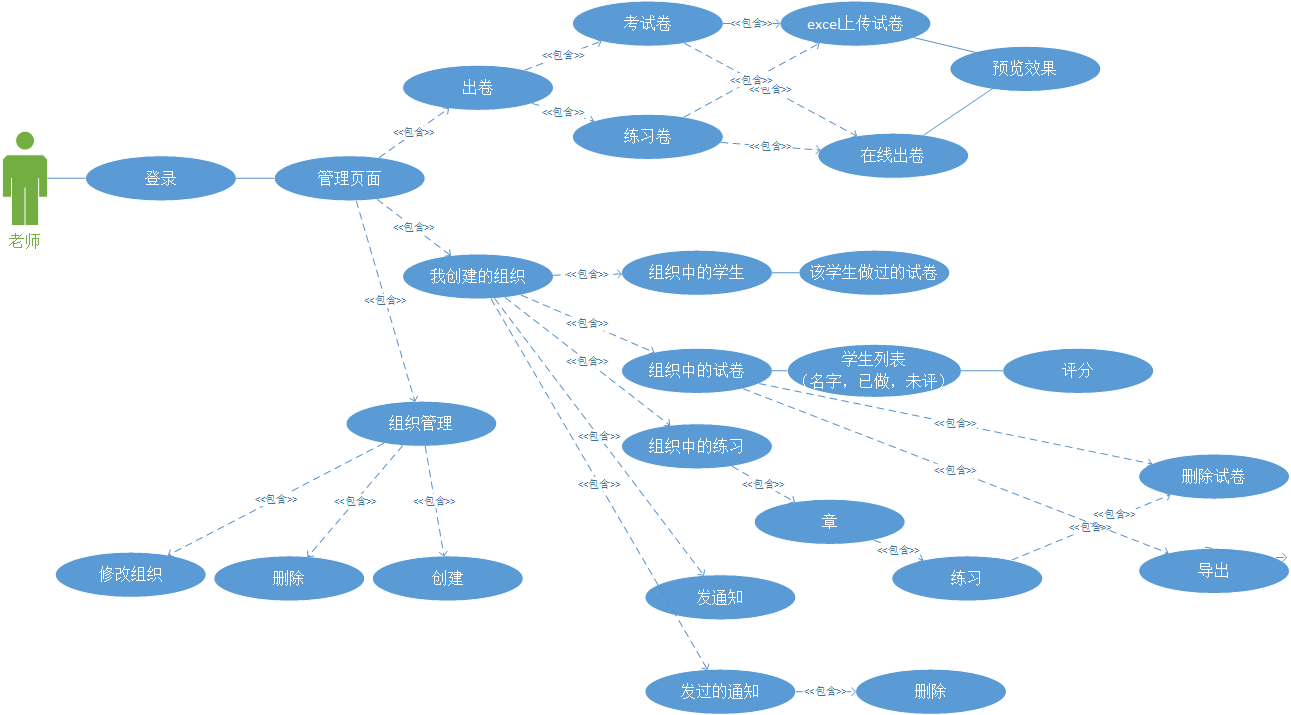 考试卷
<<包含>>
excel上传试卷
<<包含>>
预览效果
出卷
<<包含>>
<<包含>>
<<包含>>
练习卷
<<包含>>
<<包含>>
在线出卷
登录
管理页面
老师
<<包含>>
我创建的组织
<<包含>>
组织中的学生
该学生做过的试卷
<<包含>>
<<包含>>
学生列表
(名字，已做，未评)
组织中的试卷
评分
<<包含>>
组织管理
<<包含>>
<<包含>>
组织中的练习
<<包含>>
删除试卷
<<包含>>
<<包含>>
<<包含>>
<<包含>>
<<包含>>
<<包含>>
<<包含>>
章
<<包含>>
<<包含>>
修改组织
删除
创建
练习
导出
发通知
发过的通知
<<包含>>
删除